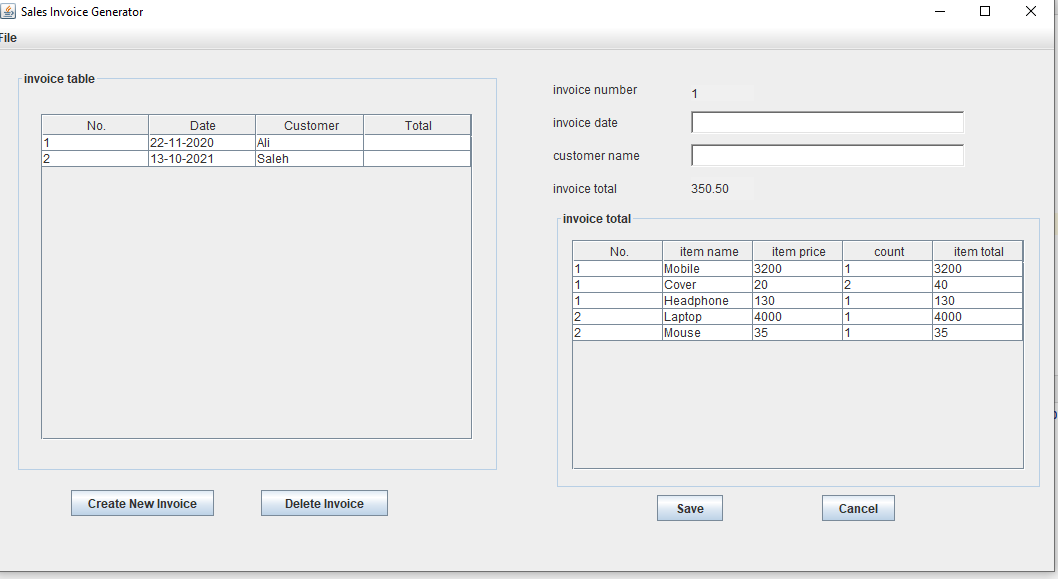 Sales Invoice Generator
File
invoice table
No. Date Customer Total
1 22-11-2020 Ali
2 13-10-2021 Saleh
Create New Invoice Delete Invoice
invoice number 1
invoice date
customer name
invoice total 350.50
invoice total
No. item name item price count item total
1 Mobile 3200 1 3200
1 Cover 20 2 40
1 Headphone 130 1 130
2 Laptop 4000 1 4000
2 Mouse 35 1 35
Save Cancel